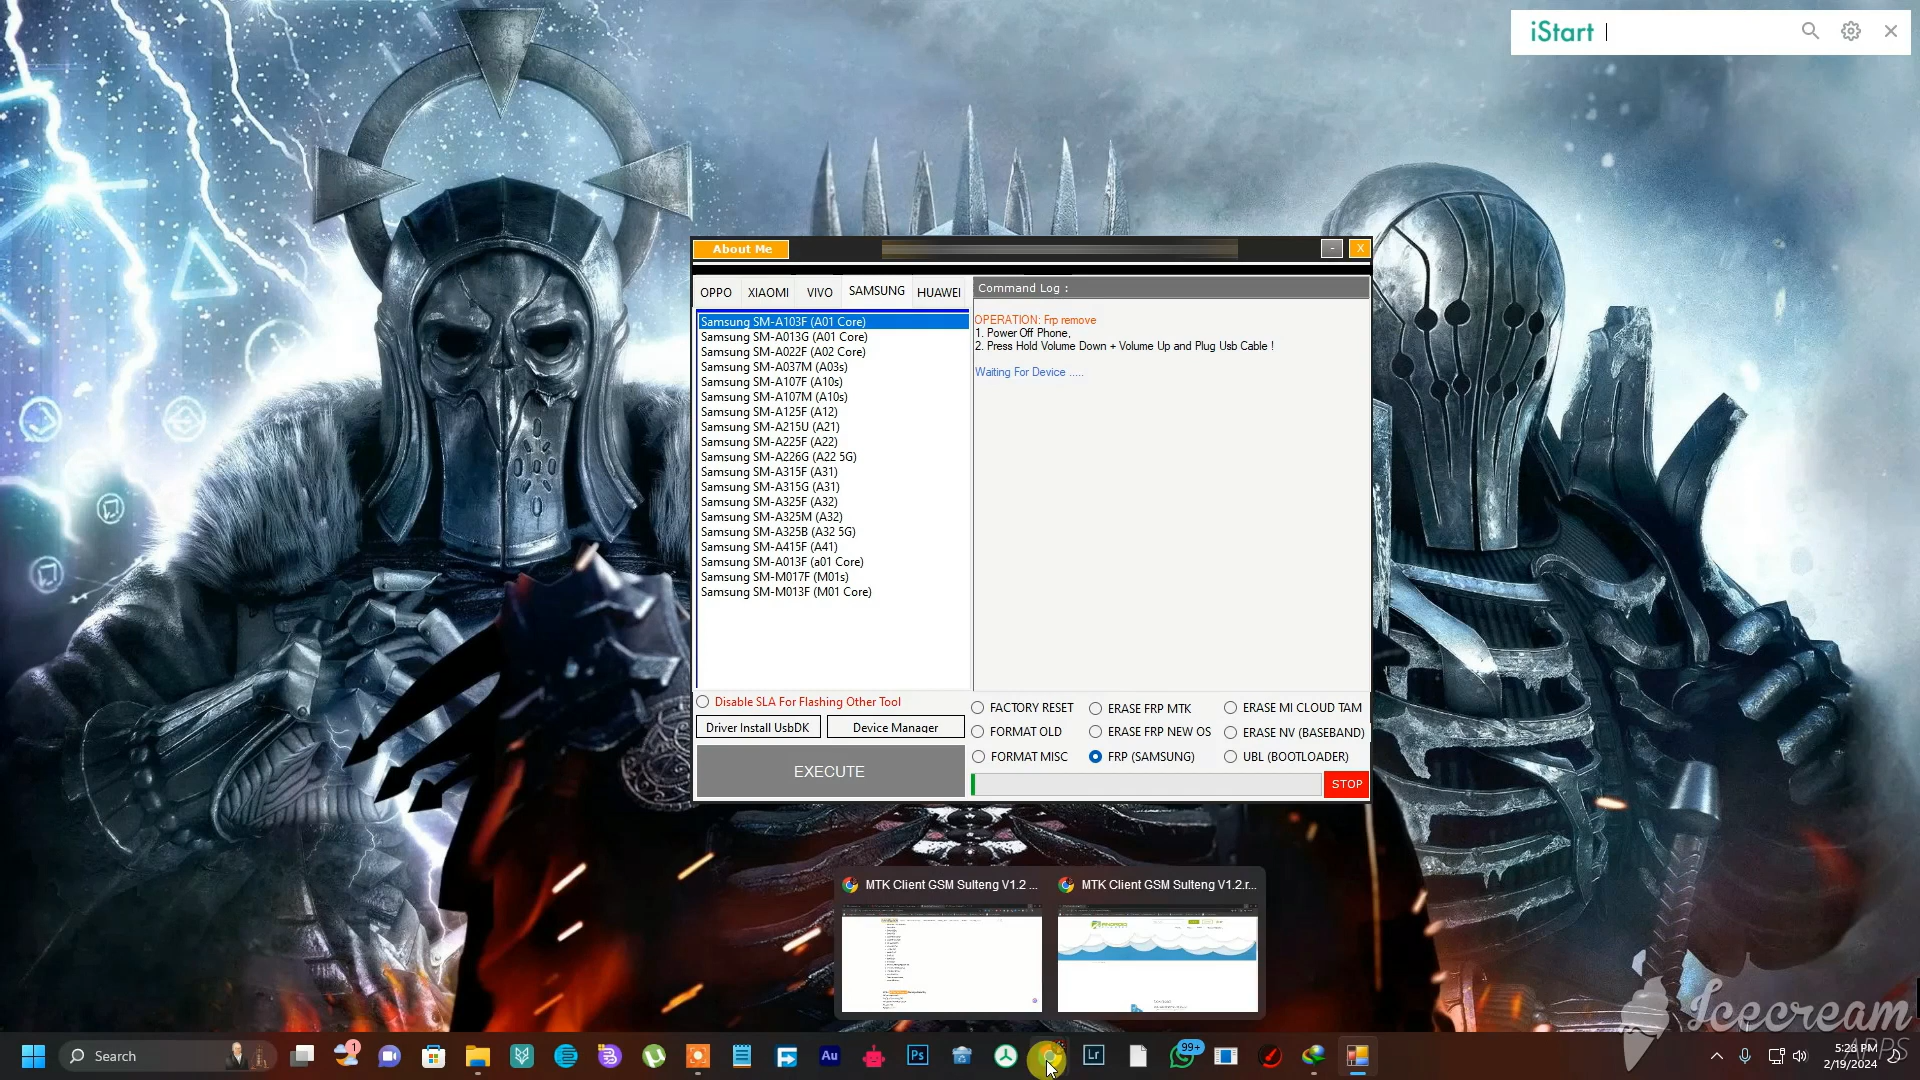 iStart
About Me
-
X
OPPO XIAOMI VIVO SAMSUNG HUAWEI
Command Log :
Samsung SM-A103F (A01 Core)
Samsung SM-A013G (A01 Core)
Samsung SM-A022F (A02 Core)
Samsung SM-A037M (A03s)
Samsung SM-A107F (A10s)
Samsung SM-A107M (A10s)
Samsung SM-A125F (A12)
Samsung SM-A215U (A21)
Samsung SM-A225F (A22)
Samsung SM-A226G (A22 5G)
Samsung SM-A315F (A31)
Samsung SM-A315G (A31)
Samsung SM-A325F (A32)
Samsung SM-A325M (A32)
Samsung SM-A325B (A32 5G)
Samsung SM-A415F (A41)
Samsung SM-A013F (a01 Core)
Samsung SM-M017F (M01s)
Samsung SM-M013F (M01 Core)
OPERATION: Frp remove
1. Power Off Phone,
2. Press Hold Volume Down + Volume Up and Plug Usb Cable !
Waiting For Device .....
Disable SLA For Flashing Other Tool
Driver Install UsbDK Device Manager
EXECUTE
FACTORY RESET ERASE FRP MTK ERASE MI CLOUD TAM
FORMAT OLD ERASE FRP NEW OS ERASE NV (BASEBAND)
FORMAT MISC FRP (SAMSUNG) UBL (BOOTLOADER)
STOP
MTK Client GSM Sulteng V1.2 ...
MTK Client GSM Sulteng V1.2.r...
Icecream
APPS
Search
1
Au
Ps
Lr
99+
5:28 PM
2/19/2024